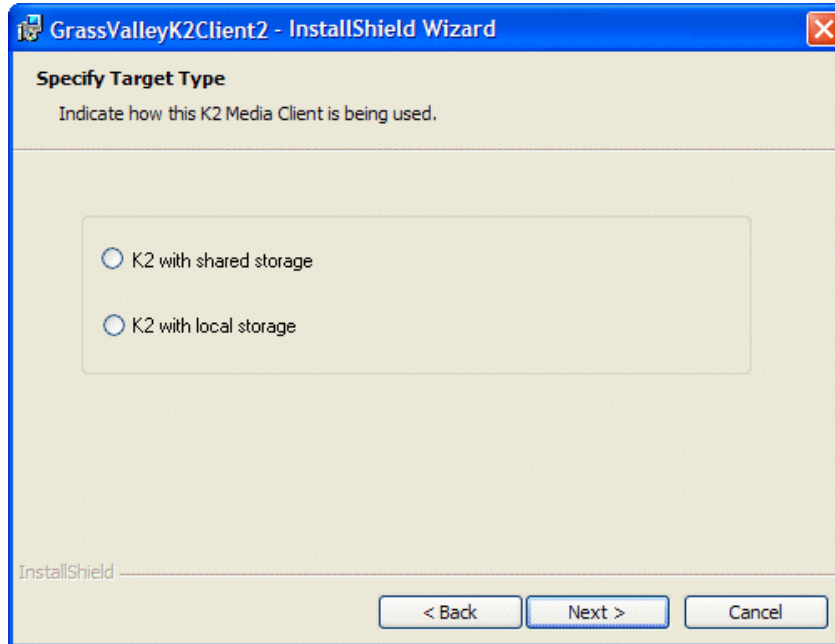 GrassValleyK2Client2 - InstallShield Wizard
Specify Target Type
Indicate how this K2 Media Client is being used.
K2 with shared storage
K2 with local storage
InstallShield
< Back Next > Cancel